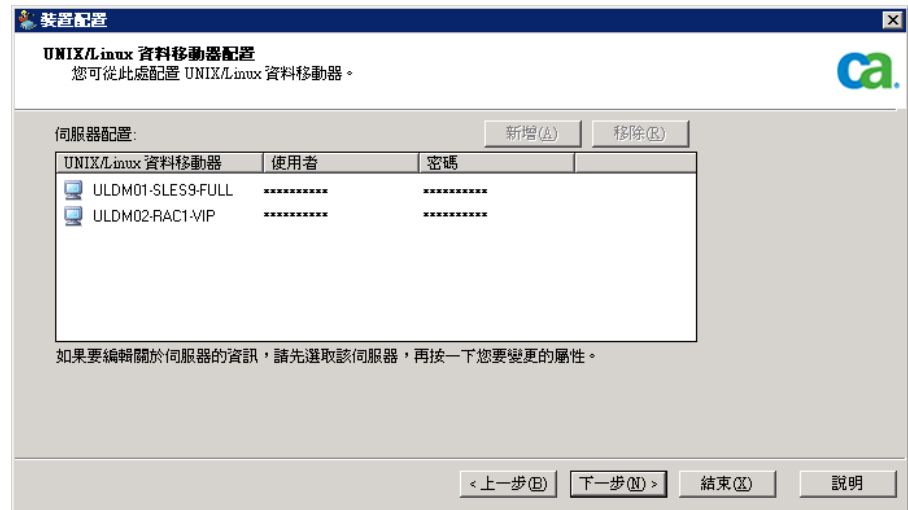 裝置配置
UNIX/Linux 資料移動器配置
您可從此處配置 UNIX/Linux 資料移動器。
ca.
伺服器配置:
新增(A) 移除(R)
UNIX/Linux 資料移動器 使用者 密碼
ULDM01-SLES9-FULL ********** **********
ULDM02-RAC1-VIP ********** **********
如果要編輯關於伺服器的資訊，請先選取該伺服器，再按一下您要變更的屬性。
<上一步(B) 下一步(N)> 結束(X) 說明